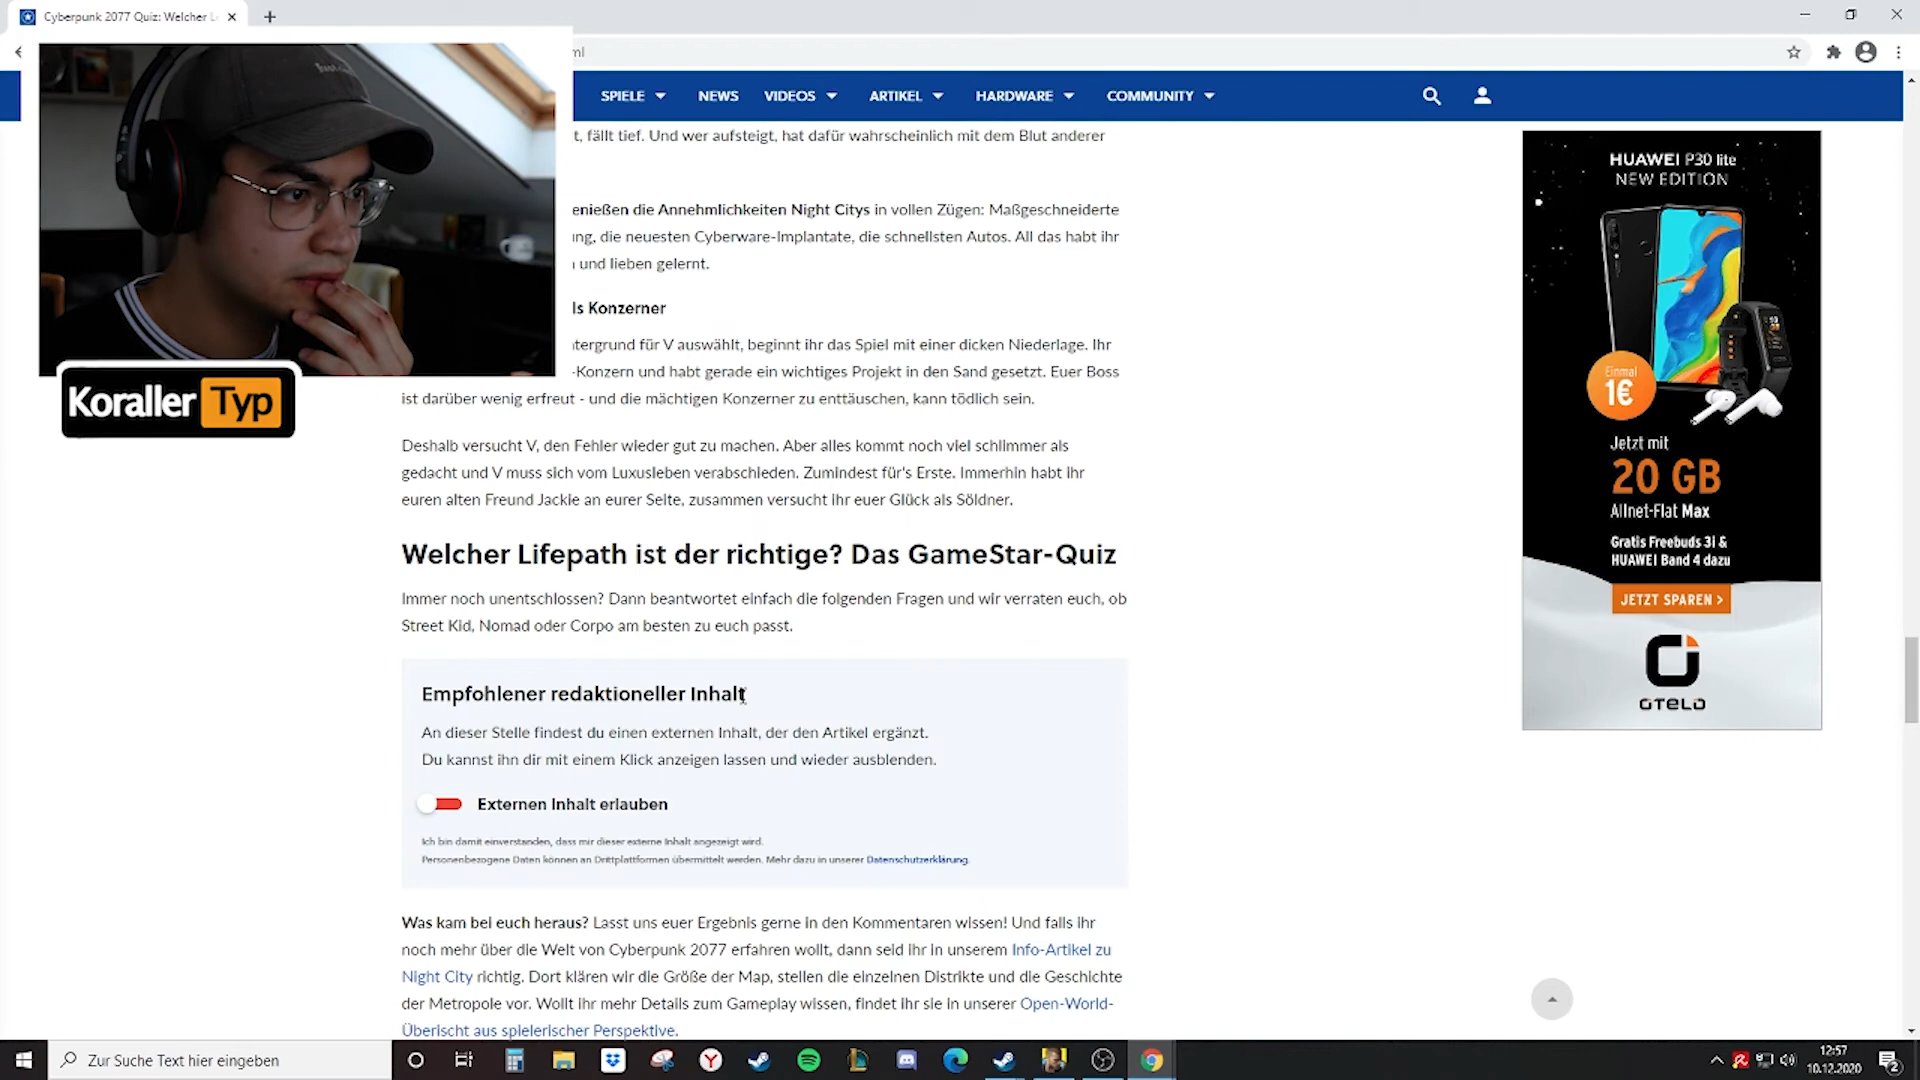 Cyberpunk 2077 Quiz: Welcher L
ml
SPIELE NEWS VIDEOS ARTIKEL HARDWARE COMMUNITY
t, fällt tief. Und wer aufsteigt, hat dafür wahrscheinlich mit dem Blut anderer
enießen die Annehmlichkeiten Night Citys in vollen Zügen: Maßgeschneiderte
ng, die neuesten Cyberware-Implantate, die schnellsten Autos. All das habt ihr
und lieben gelernt.
ls Konzerner
tergrund für V auswählt, beginnt ihr das Spiel mit einer dicken Niederlage. Ihr
-Konzern und habt gerade ein wichtiges Projekt in den Sand gesetzt. Euer Boss
ist darüber wenig erfreut - und die mächtigen Konzerner zu enttäuschen, kann tödlich sein.
Koraller Typ
Deshalb versucht V, den Fehler wieder gut zu machen. Aber alles kommt noch viel schlimmer als
gedacht und V muss sich vom Luxusleben verabschieden. Zumindest für's Erste. Immerhin habt ihr
euren alten Freund Jackie an eurer Seite, zusammen versucht ihr euer Glück als Söldner.
Welcher Lifepath ist der richtige? Das GameStar-Quiz
Immer noch unentschlossen? Dann beantwortet einfach die folgenden Fragen und wir verraten euch, ob
Street Kid, Nomad oder Corpo am besten zu euch passt.
Empfohlener redaktioneller Inhalt
An dieser Stelle findest du einen externen Inhalt, der den Artikel ergänzt.
Du kannst ihn dir mit einem Klick anzeigen lassen und wieder ausblenden.
Externen Inhalt erlauben
Ich bin damit einverstanden, dass mir dieser externe Inhalt angezeigt wird.
Personenbezogene Daten können an Drittplattformen übermittelt werden. Mehr dazu in unserer Datenschutzerklärung.
Was kam bei euch heraus? Lasst uns euer Ergebnis gerne in den Kommentaren wissen! Und falls ihr
noch mehr über die Welt von Cyberpunk 2077 erfahren wollt, dann seid ihr in unserem Info-Artikel zu
Night City richtig. Dort klären wir die Größe der Map, stellen die einzelnen Distrikte und die Geschichte
der Metropole vor. Wollt ihr mehr Details zum Gameplay wissen, findet ihr sie in unserer Open-World-
Überischt aus spielerischer Perspektive.
HUAWEI P30 lite
NEW EDITION
Einmal
1€
Jetzt mit
20 GB
Allnet-Flat Max
Gratis Freebuds 3i &
HUAWEI Band 4 dazu
JETZT SPAREN >
OTELO
Zur Suche Text hier eingeben
12:57
10.12.2020
2